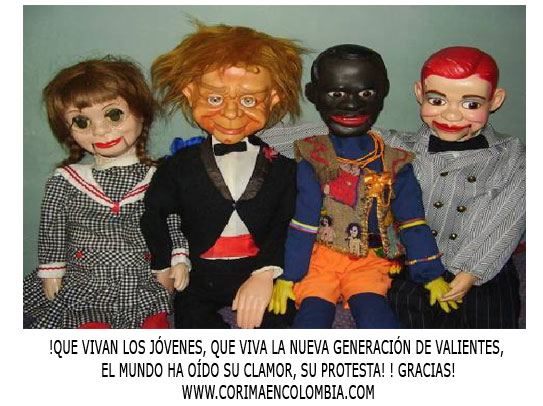 !QUE VIVAN LOS JÓVENES, QUE VIVA LA NUEVA GENERACIÓN DE VALIENTES,
EL MUNDO HA OÍDO SU CLAMOR, SU PROTESTA! ! GRACIAS!
WWW.CORIMAENCOLOMBIA.COM